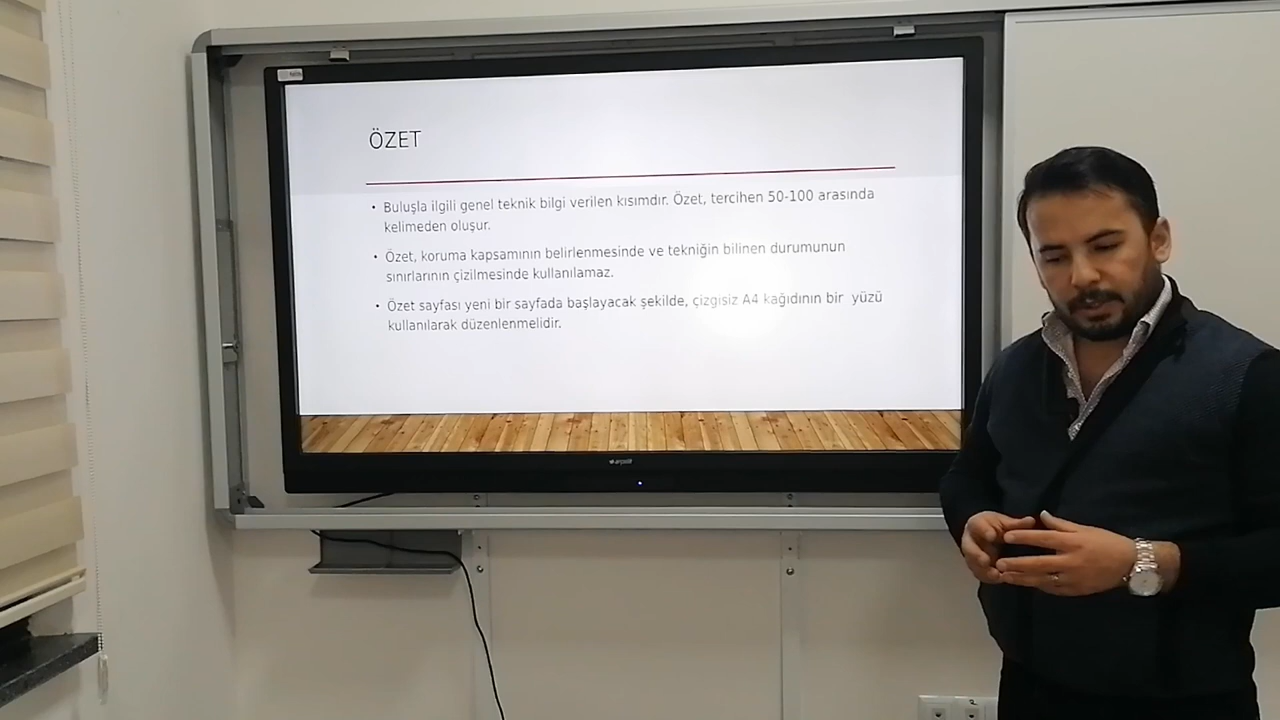 ÖZET
• Buluşla ilgili genel teknik bilgi verilen kısımdır. Özet, tercihen 50-100 arasında
kelimeden oluşur.
• Özet, koruma kapsamının belirlenmesinde ve tekniğin bilinen durumunun
sınırlarının çizilmesinde kullanılamaz.
• Özet sayfası yeni bir sayfada başlayacak şekilde, çizgisiz A4 kağıdının bir yüzü
kullanılarak düzenlenmelidir.
arçelik